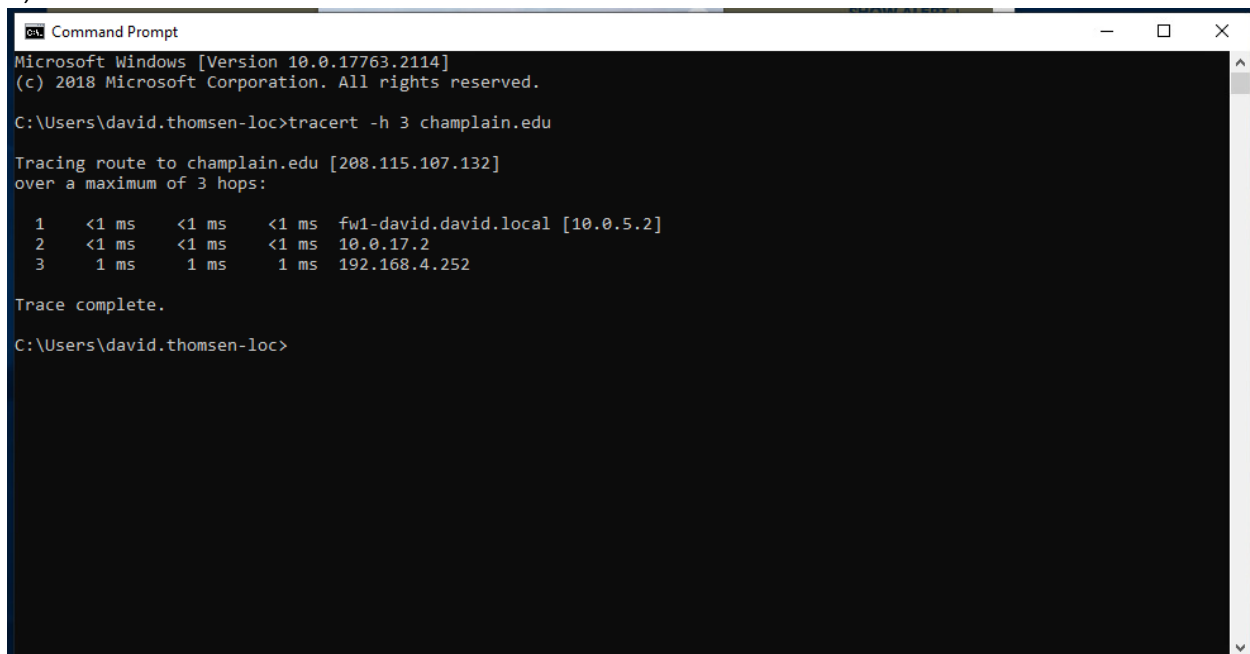 Command Prompt
Microsoft Windows [Version 10.0.17763.2114]
(c) 2018 Microsoft Corporation. All rights reserved.
C:\Users\david.thomsen-loc>tracert -h 3 champlain.edu
Tracing route to champlain.edu [208.115.107.132]
over a maximum of 3 hops:
1 <1 ms <1 ms <1 ms fw1-david.david.local [10.0.5.2]
2 <1 ms <1 ms <1 ms 10.0.17.2
3 1 ms 1 ms 1 ms 192.168.4.252
Trace complete.
C:\Users\david.thomsen-loc>